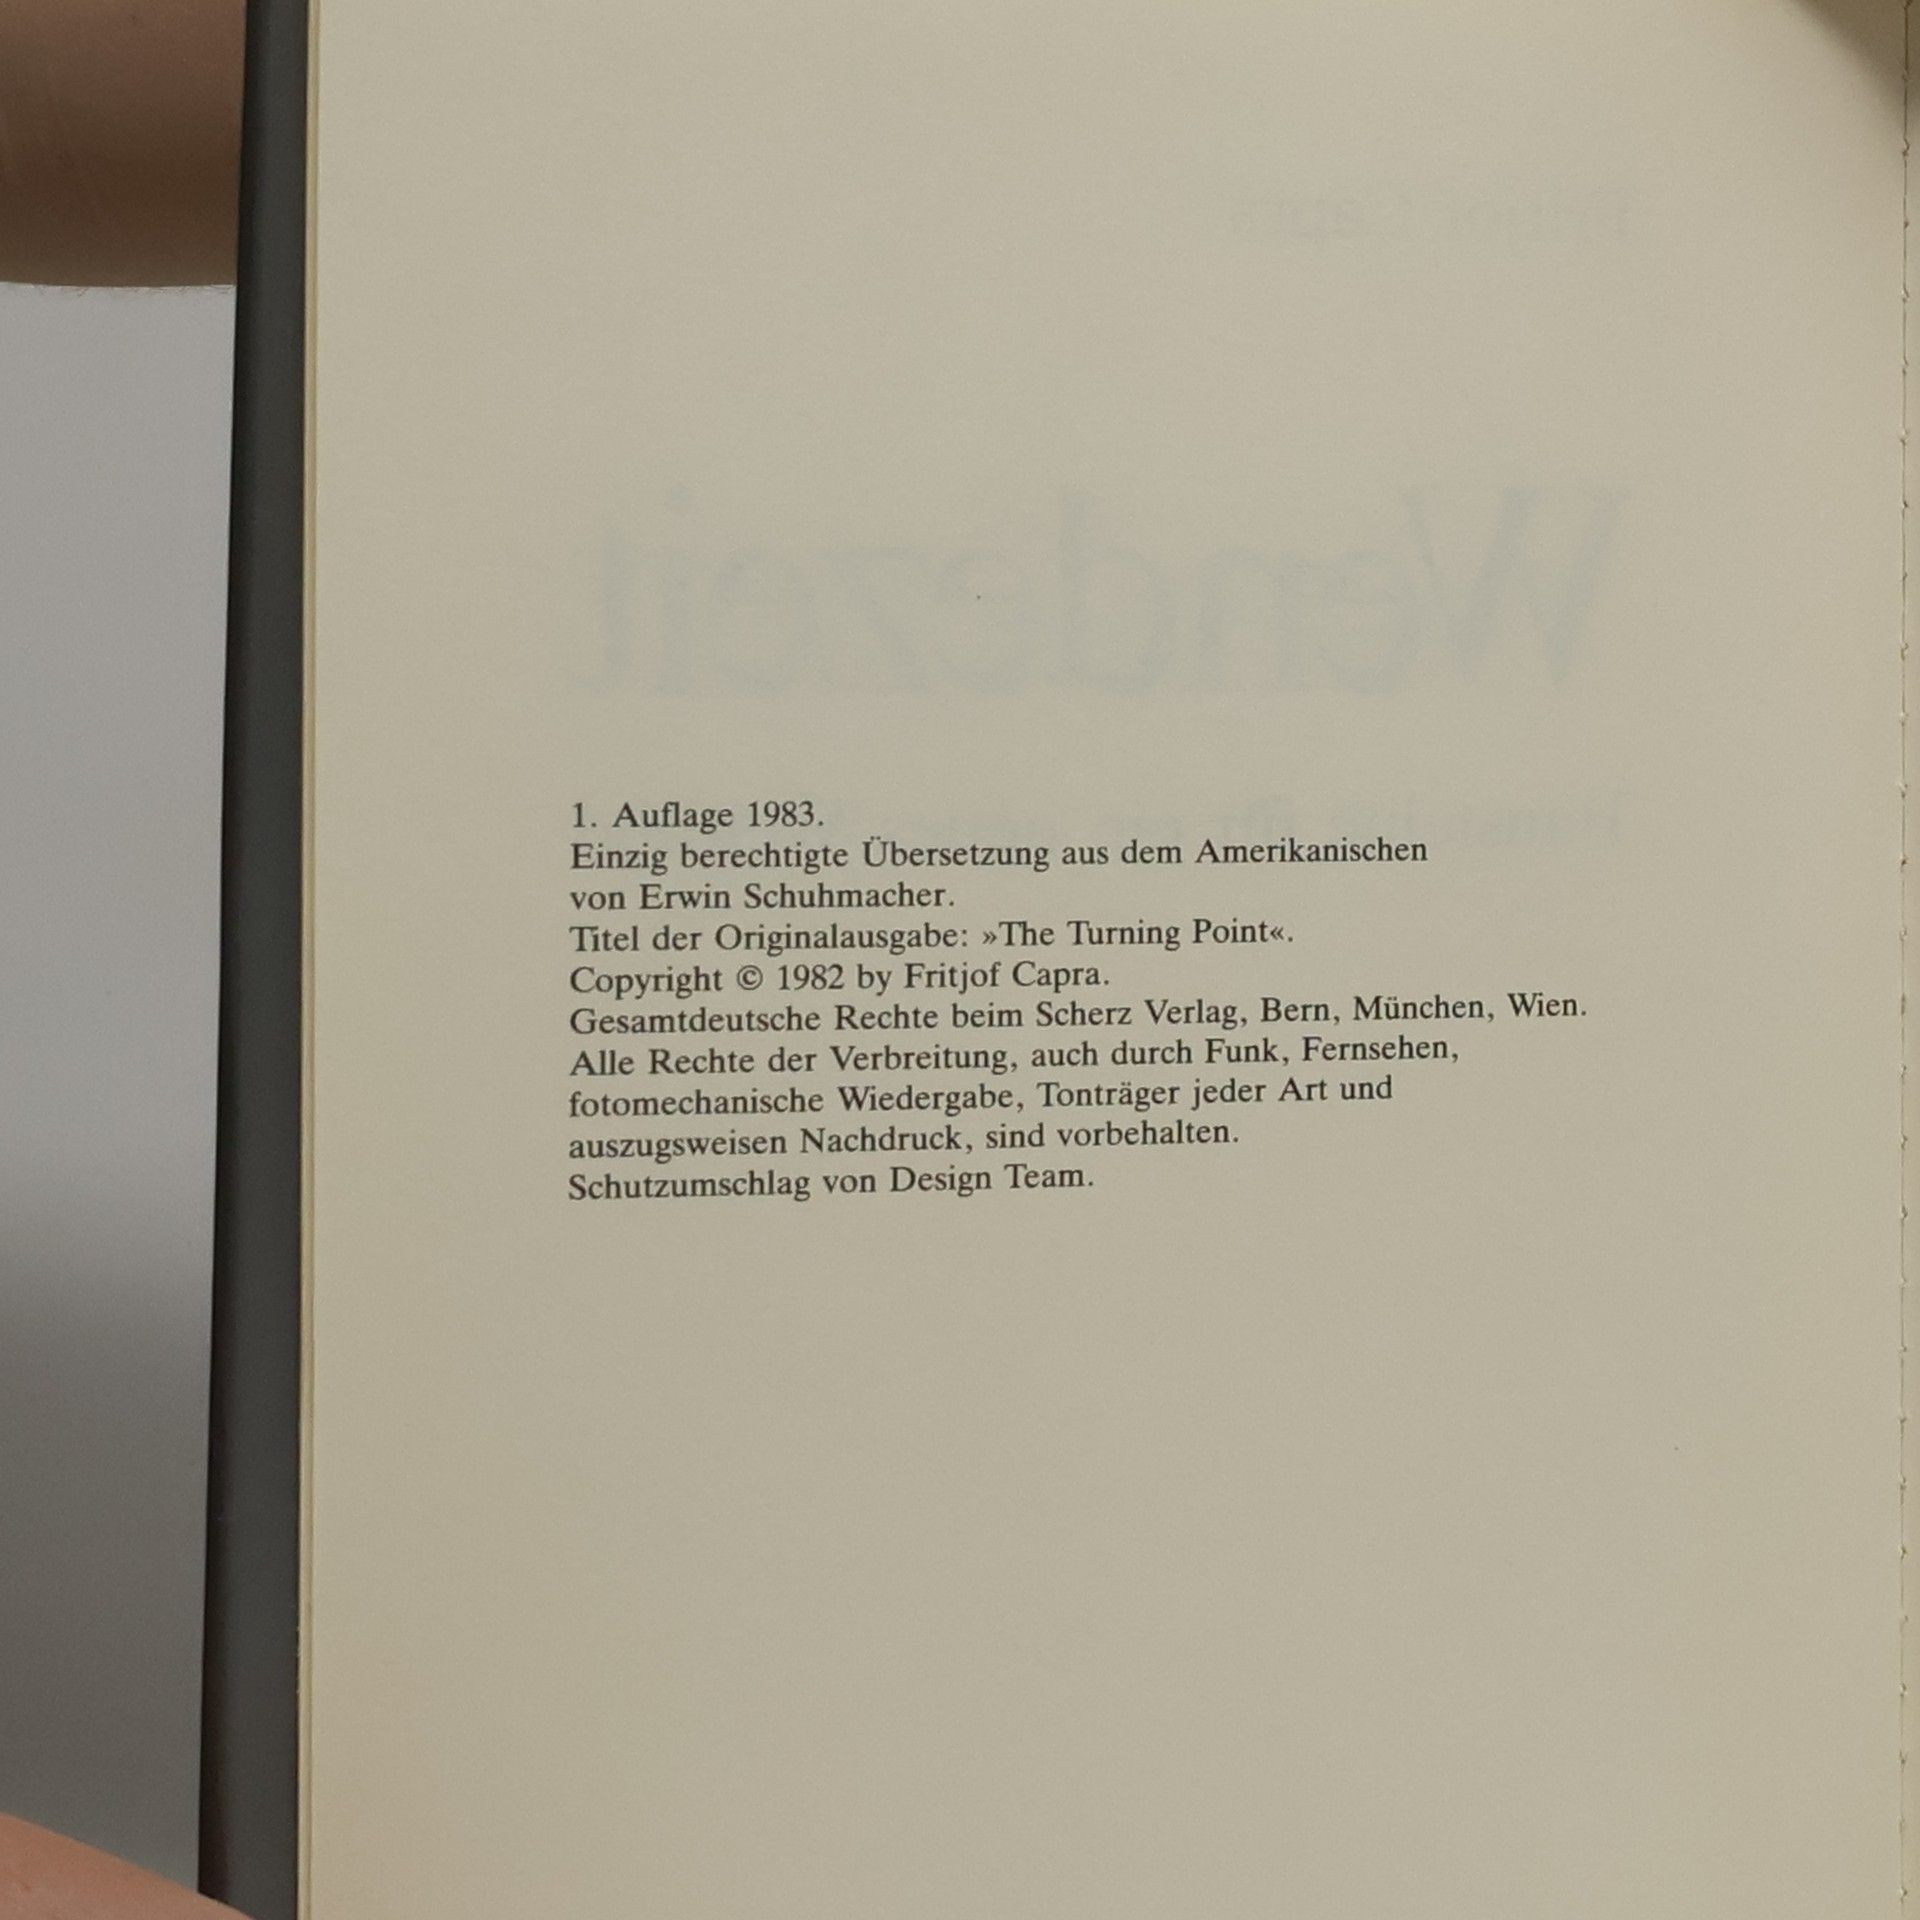 1. Auflage 1983.
Einzig berechtigte Übersetzung aus dem Amerikanischen
von Erwin Schuhmacher.
Titel der Originalausgabe: »The Turning Point«.
Copyright © 1982 by Fritjof Capra.
Gesamtdeutsche Rechte beim Scherz Verlag, Bern, München, Wien.
Alle Rechte der Verbreitung, auch durch Funk, Fernsehen,
fotomechanische Wiedergabe, Tonträger jeder Art und
auszugsweisen Nachdruck, sind vorbehalten.
Schutzumschlag von Design Team.